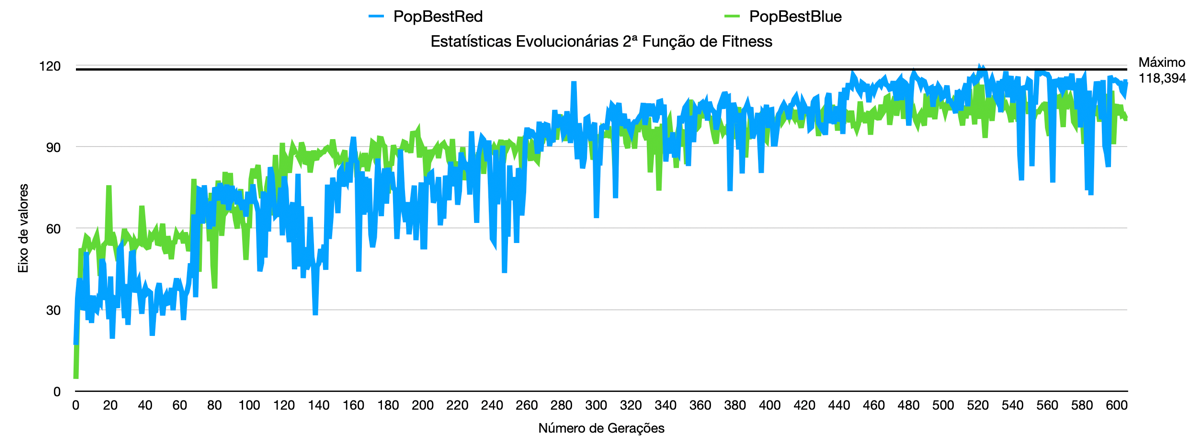 PopBestRed PopBestBlue
Estatísticas Evolucionárias 2ª Função de Fitness
Máximo
118,394
120
90
60
30
0
Eixo de valores
0 20 40 60 80 100 120 140 160 180 200 220 240 260 280 300 320 340 360 380 400 420 440 460 480 500 520 540 560 580 600
Número de Gerações